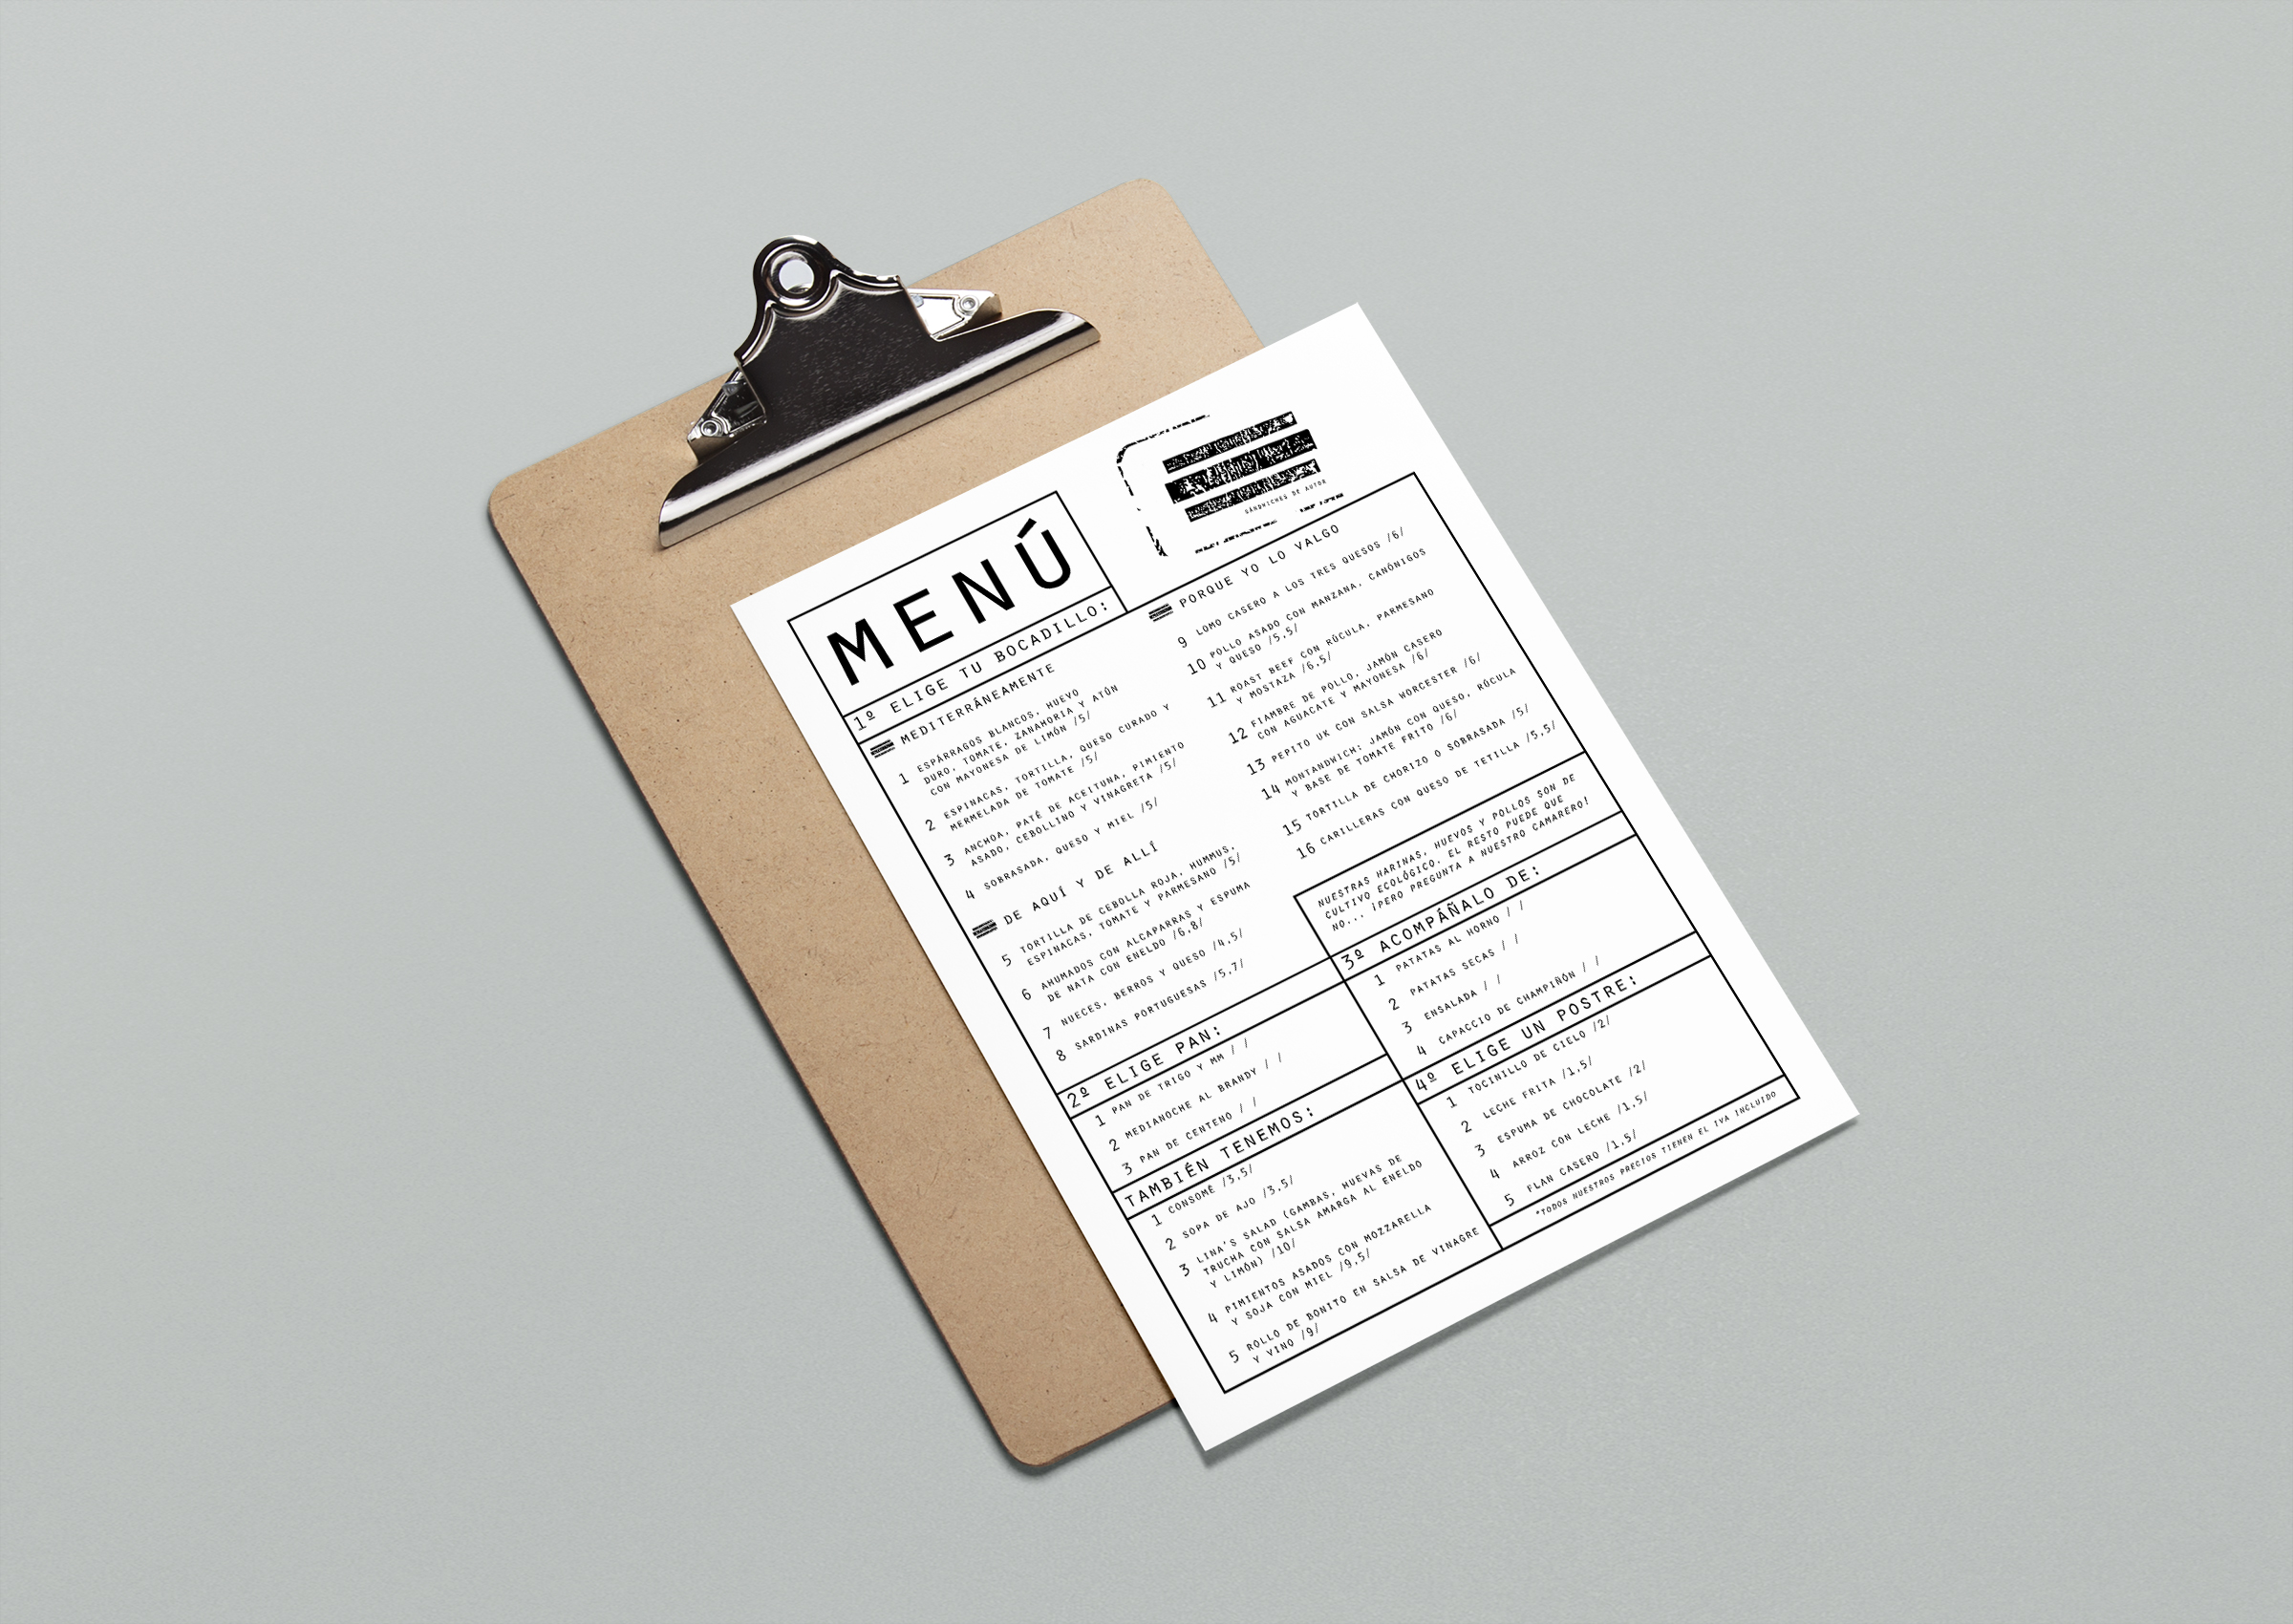 MENÚ
SÁNDWICHES DE AUTOR
1º ELIGE TU BOCADILLO:
MEDITERRÁNEAMENTE
1 ESPÁRRAGOS BLANCOS, HUEVO
DURO, TOMATE, ZANAHORIA Y ATÚN
CON MAYONESA DE LIMÓN /5/
2 ESPINACAS, TORTILLA, QUESO CURADO Y
MERMELADA DE TOMATE /5/
3 ANCHOA, PATÉ DE ACEITUNA, PIMIENTO
ASADO, CEBOLLINO Y VINAGRETA /5/
4 SOBRASADA, QUESO Y MIEL /5/
DE AQUÍ Y DE ALLÍ
5 TORTILLA DE CEBOLLA ROJA, HUMMUS,
ESPINACAS, TOMATE Y PARMESANO /5/
6 AHUMADOS CON ALCAPARRAS Y ESPUMA
DE NATA CON ENELDO /6,8/
7 NUECES, BERROS Y QUESO /4,5/
8 SARDINAS PORTUGUESAS /5,7/
PORQUE YO LO VALGO
9 LOMO CASERO A LOS TRES QUESOS /6/
10 POLLO ASADO CON MANZANA, CANÓNIGOS
Y QUESO /5,5/
11 ROAST BEEF CON RÚCULA, PARMESANO
Y MOSTAZA /6,5/
12 FIAMBRE DE POLLO, JAMÓN CASERO
CON AGUACATE Y MAYONESA /6/
13 PEPITO UK CON SALSA WORCESTER /6/
14 MONTANDWICH: JAMÓN CON QUESO, RÚCULA
Y BASE DE TOMATE FRITO /6/
15 TORTILLA DE CHORIZO O SOBRASADA /5/
16 CARILLERAS CON QUESO DE TETILLA /5,5/
NUESTRAS HARINAS, HUEVOS Y POLLOS SON DE
CULTIVO ECOLÓGICO. EL RESTO PUEDE QUE
NO... ¡PERO PREGUNTA A NUESTRO CAMARERO!
2º ELIGE PAN:
1 PAN DE TRIGO Y MM / /
2 MEDIANOCHE AL BRANDY / /
3 PAN DE CENTENO / /
TAMBIÉN TENEMOS:
1 CONSOMÉ /3,5/
2 SOPA DE AJO /3,5/
3 LINA'S SALAD (GAMBAS, HUEVAS DE
TRUCHA CON SALSA AMARGA AL ENELDO
Y LIMÓN) /10/
4 PIMIENTOS ASADOS CON MOZZARELLA
Y SOJA CON MIEL /9,5/
5 ROLLO DE BONITO EN SALSA DE VINAGRE
Y VINO /9/
3º ACOMPÁÑALO DE:
1 PATATAS AL HORNO / /
2 PATATAS SECAS / /
3 ENSALADA / /
4 CAPACCIO DE CHAMPIÑÓN / /
4º ELIGE UN POSTRE:
1 TOCINILLO DE CIELO /2/
2 LECHE FRITA /1,5/
3 ESPUMA DE CHOCOLATE /2/
4 ARROZ CON LECHE /1,5/
5 FLAN CASERO /1,5/
*TODOS NUESTROS PRECIOS TIENEN EL IVA INCLUIDO